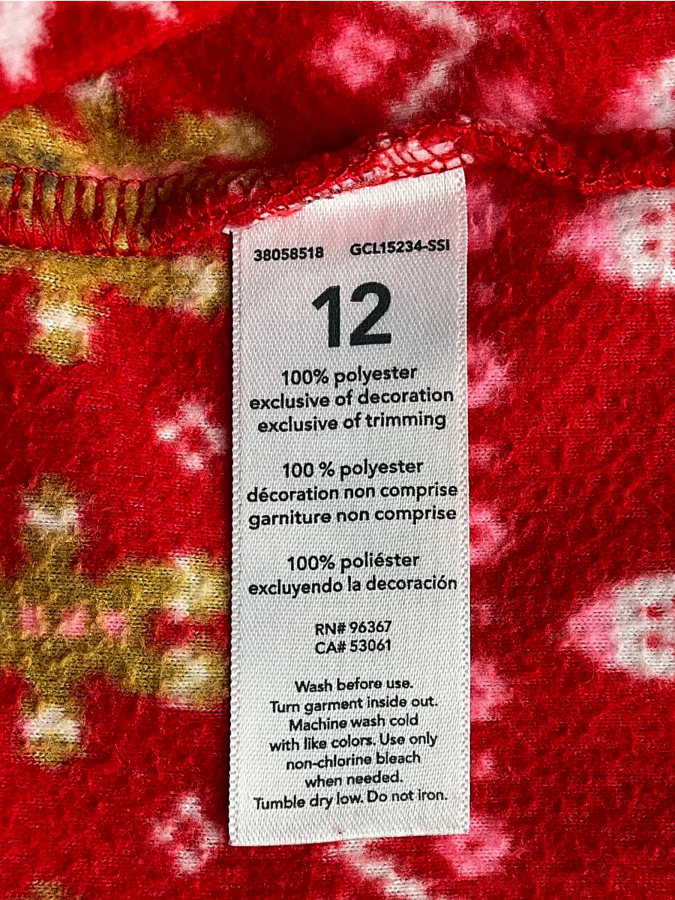 38058518 GCL15234-SSI
12
100% polyester
exclusive of decoration
exclusive of trimming
100 % polyester
décoration non comprise
garniture non comprise
100% poliéster
excluyendo la decoración
RN# 96367
CA# 53061
Wash before use.
Turn garment inside out.
Machine wash cold
with like colors. Use only
non-chlorine bleach
when needed.
Tumble dry low. Do not iron.